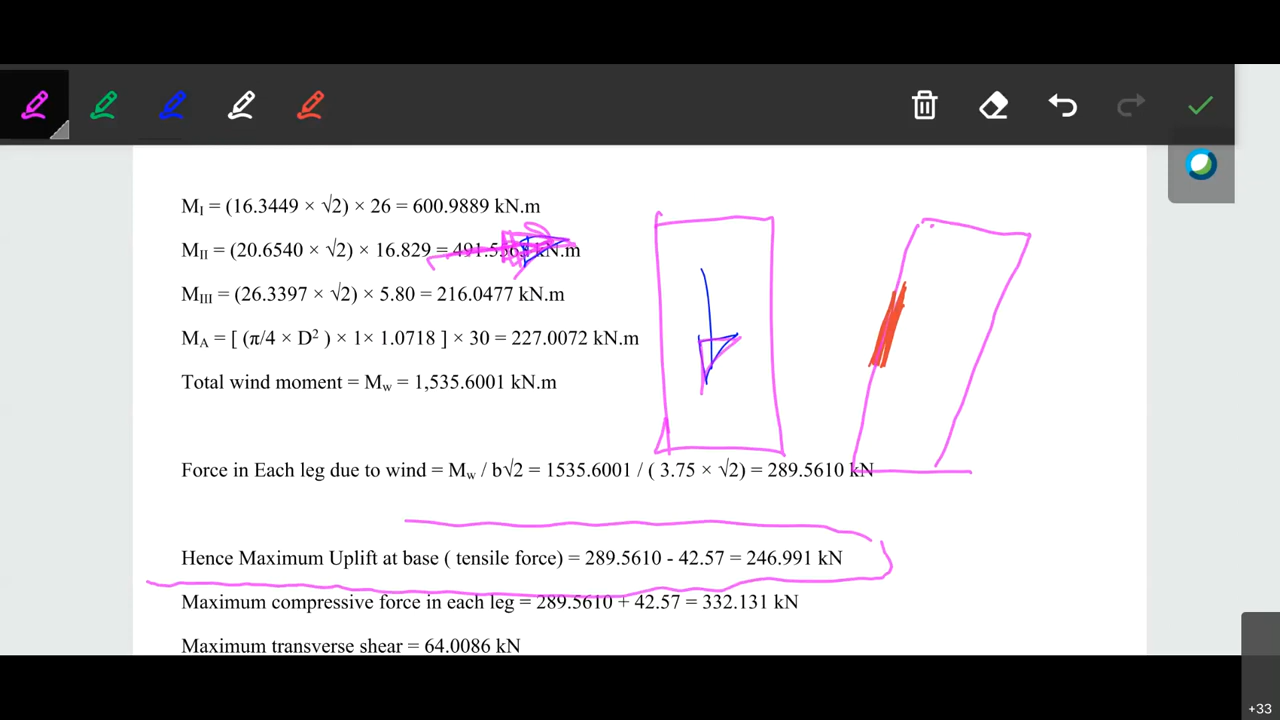 M_I = (16.3449 × √2) × 26 = 600.9889 kN.m
M_II = (20.6540 × √2) × 16.829 = kN.m
M_III = (26.3397 × √2) × 5.80 = 216.0477 kN.m
M_A = [ (π/4 × D² ) × 1× 1.0718 ] × 30 = 227.0072 kN.m
Total wind moment = M_w = 1,535.6001 kN.m
Force in Each leg due to wind = M_w / b√2 = 1535.6001 / ( 3.75 × √2) = 289.5610 kN
Hence Maximum Uplift at base ( tensile force) = 289.5610 - 42.57 = 246.991 kN
Maximum compressive force in each leg = 289.5610 + 42.57 = 332.131 kN
Maximum transverse shear = 64.0086 kN
+33